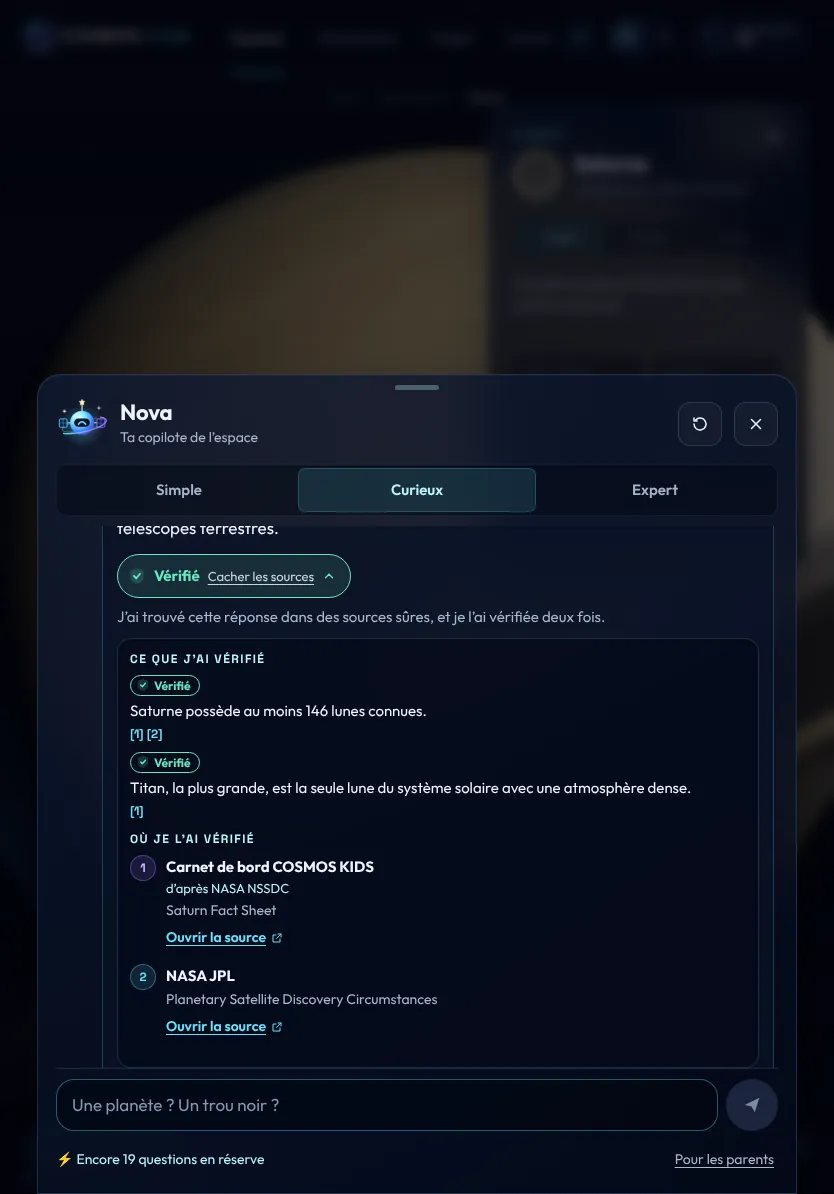 Nova
Ta copilote de l'espace
Simple
Curieux
Expert
télescopes terrestres.
Vérifié Cacher les sources
J'ai trouvé cette réponse dans des sources sûres, et je l'ai vérifiée deux fois.
CE QUE J'AI VÉRIFIÉ
Vérifié
Saturne possède au moins 146 lunes connues.
[1] [2]
Vérifié
Titan, la plus grande, est la seule lune du système solaire avec une atmosphère dense.
[1]
OÙ JE L'AI VÉRIFIÉ
1
Carnet de bord COSMOS KIDS
d'après NASA NSSDC
Saturn Fact Sheet
Ouvrir la source
2
NASA JPL
Planetary Satellite Discovery Circumstances
Ouvrir la source
Une planète ? Un trou noir ?
⚡ Encore 19 questions en réserve
Pour les parents